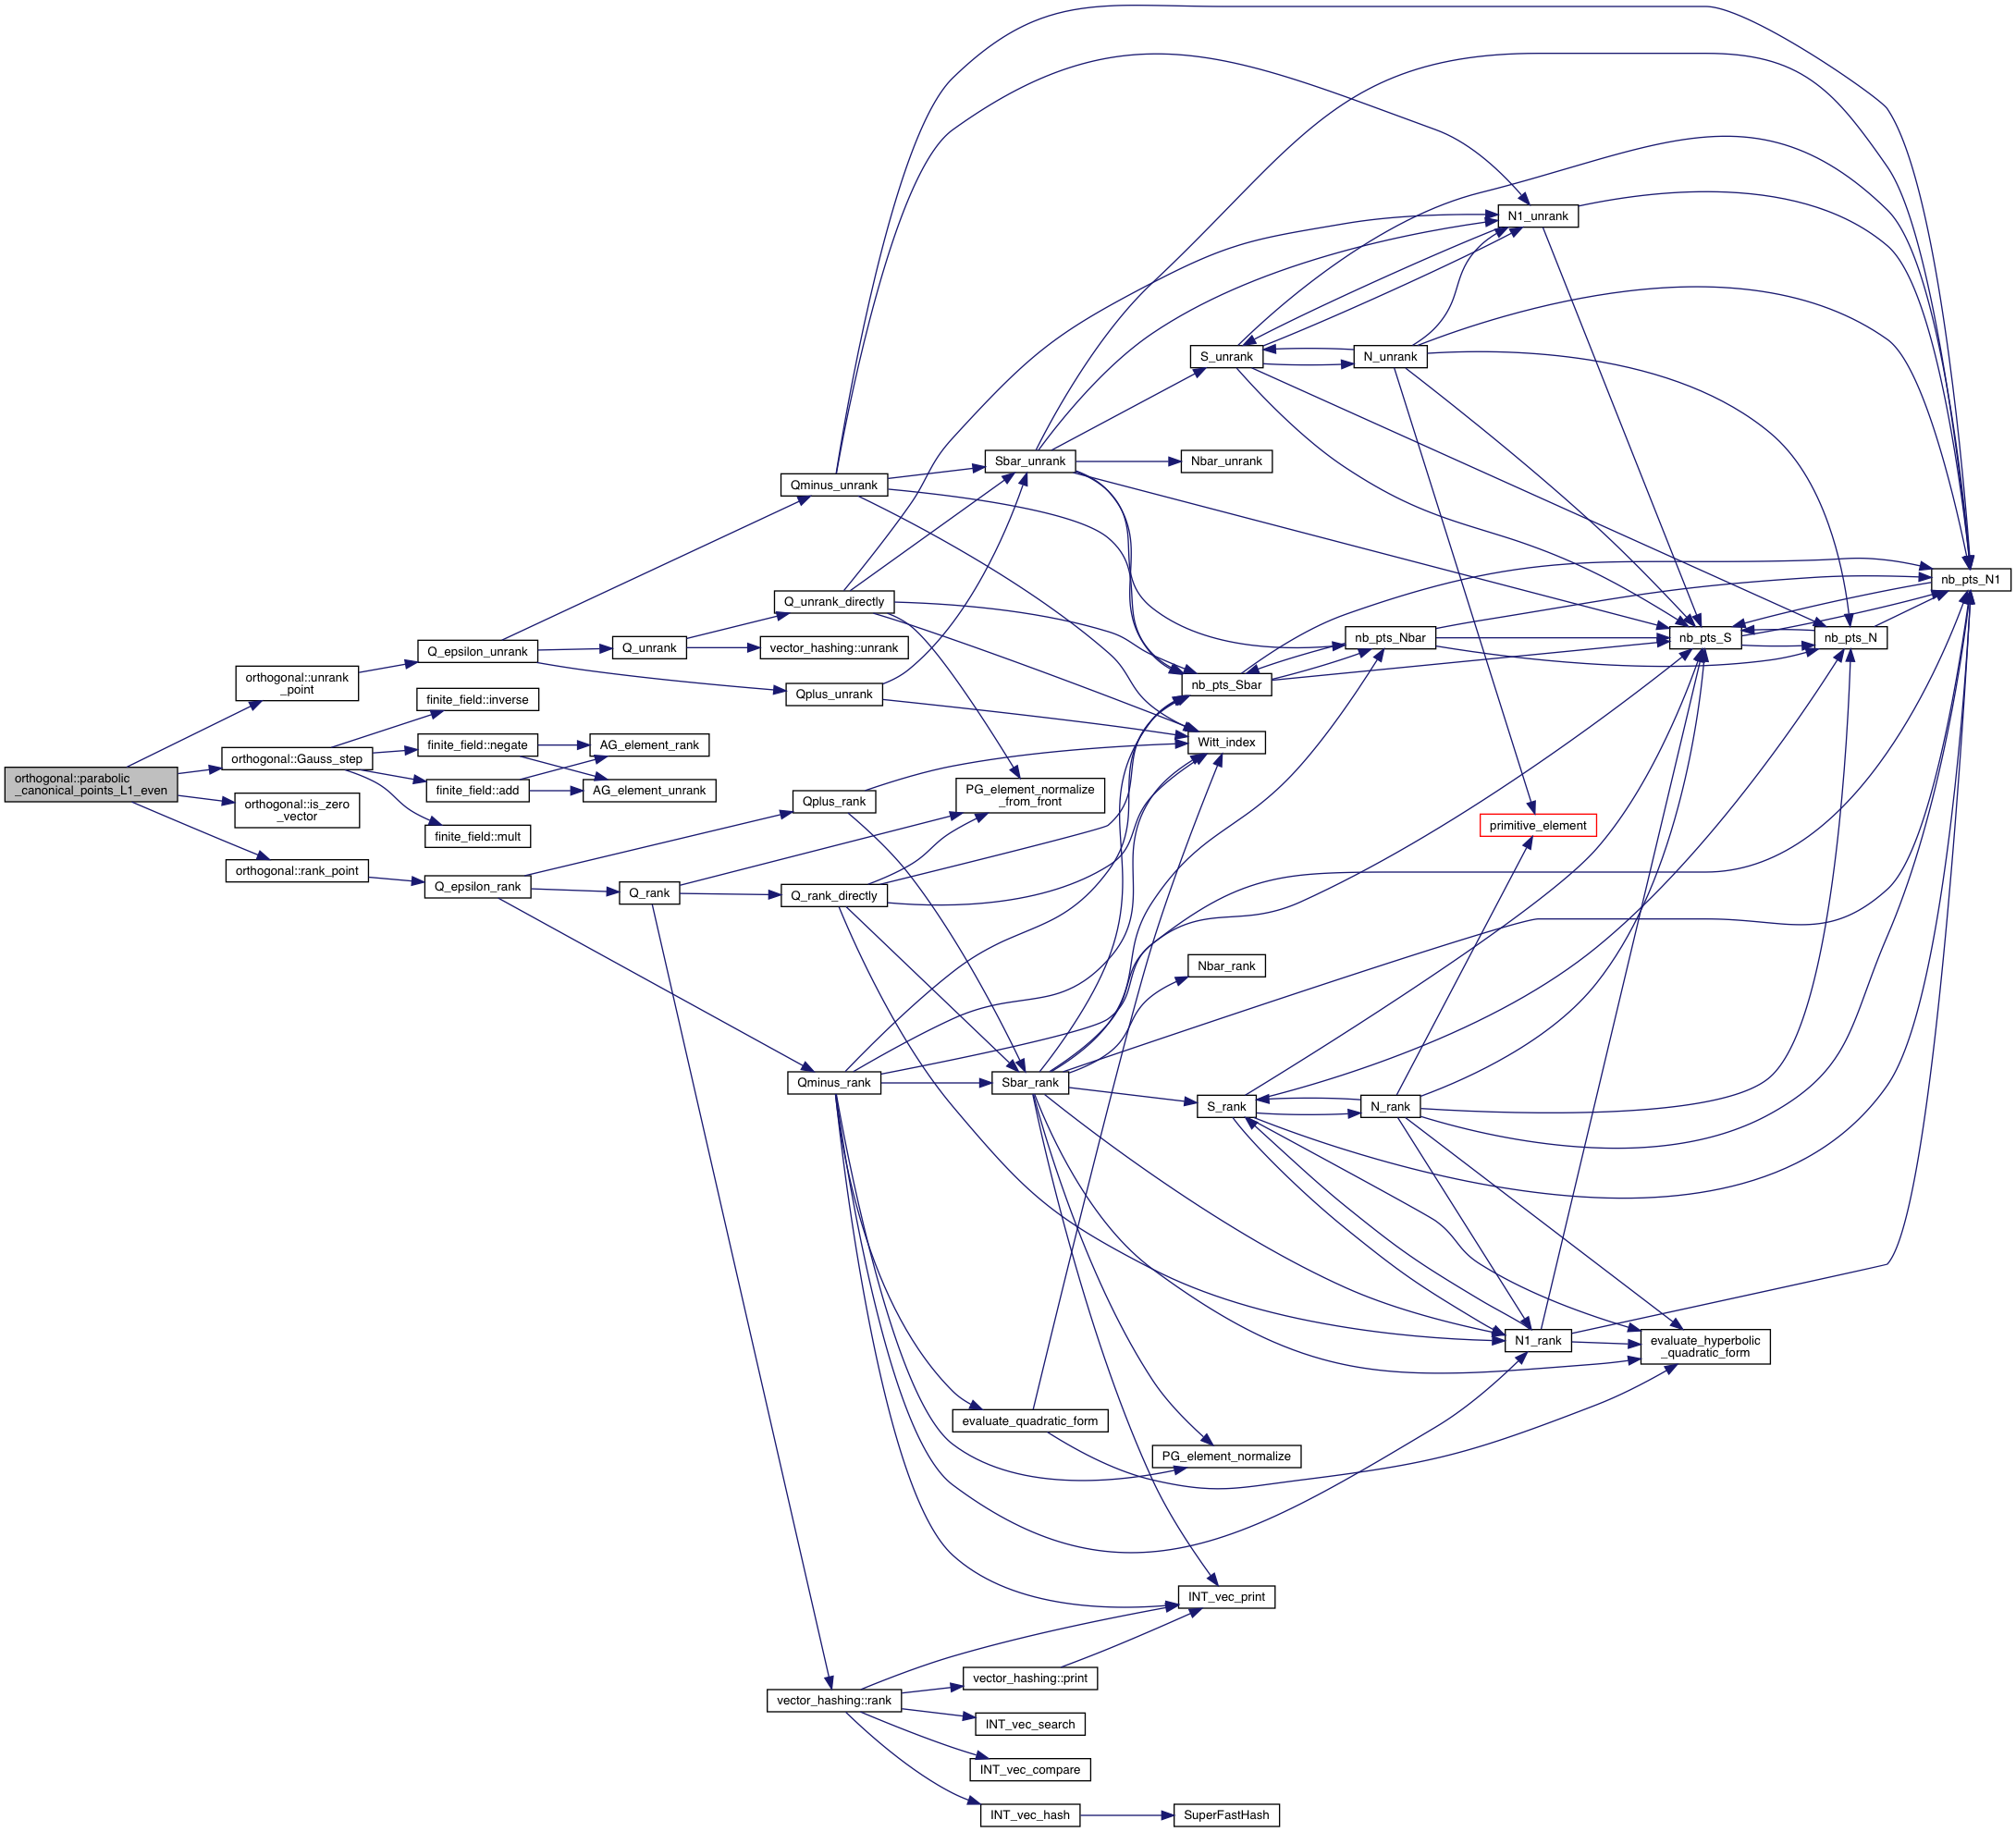 orthogonal::parabolic
_canonical_points_L1_even
orthogonal::unrank
_point
orthogonal::Gauss_step
orthogonal::is_zero
_vector
orthogonal::rank_point
Q_epsilon_unrank
finite_field::inverse
finite_field::negate
finite_field::add
finite_field::mult
Q_epsilon_rank
Q_unrank
AG_element_rank
AG_element_unrank
Q_rank
Qminus_unrank
Q_unrank_directly
vector_hashing::unrank
Qplus_unrank
Qplus_rank
Q_rank_directly
Qminus_rank
vector_hashing::rank
Sbar_unrank
PG_element_normalize
_from_front
Sbar_rank
evaluate_quadratic_form
vector_hashing::print
INT_vec_search
INT_vec_compare
INT_vec_hash
S_unrank
Nbar_unrank
nb_pts_Sbar
Witt_index
Nbar_rank
S_rank
PG_element_normalize
INT_vec_print
SuperFastHash
N_unrank
nb_pts_Nbar
N_rank
N1_unrank
primitive_element
N1_rank
nb_pts_S
evaluate_hyperbolic
_quadratic_form
nb_pts_N
nb_pts_N1